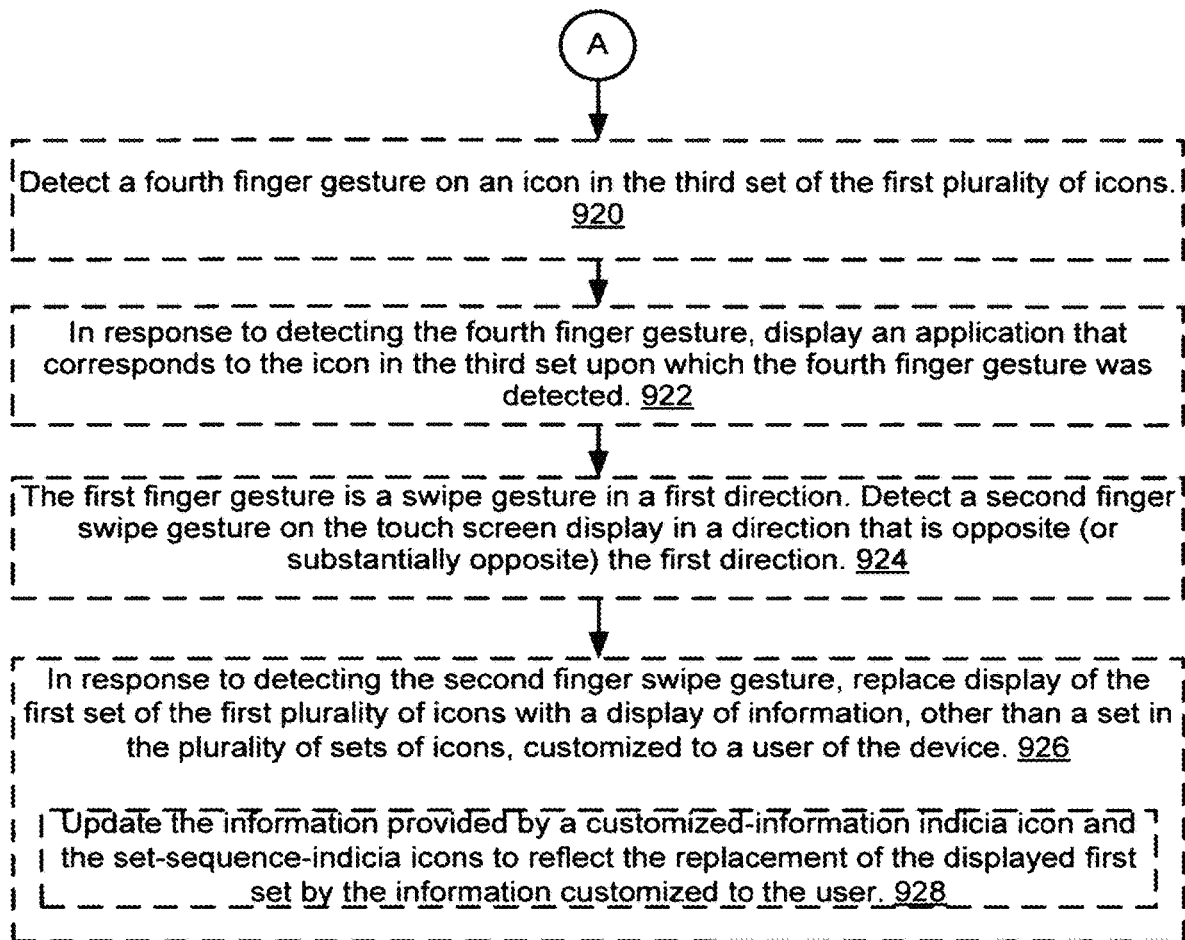 A
Detect a fourth finger gesture on an icon in the third set of the first plurality of icons.
920
In response to detecting the fourth finger gesture, display an application that
corresponds to the icon in the third set upon which the fourth finger gesture was
detected. 922
The first finger gesture is a swipe gesture in a first direction. Detect a second finger
swipe gesture on the touch screen display in a direction that is opposite (or
substantially opposite) the first direction. 924
In response to detecting the second finger swipe gesture, replace display of the
first set of the first plurality of icons with a display of information, other than a set in
the plurality of sets of icons, customized to a user of the device. 926
Update the information provided by a customized-information indicia icon and
the set-sequence-indicia icons to reflect the replacement of the displayed first
set by the information customized to the user. 928